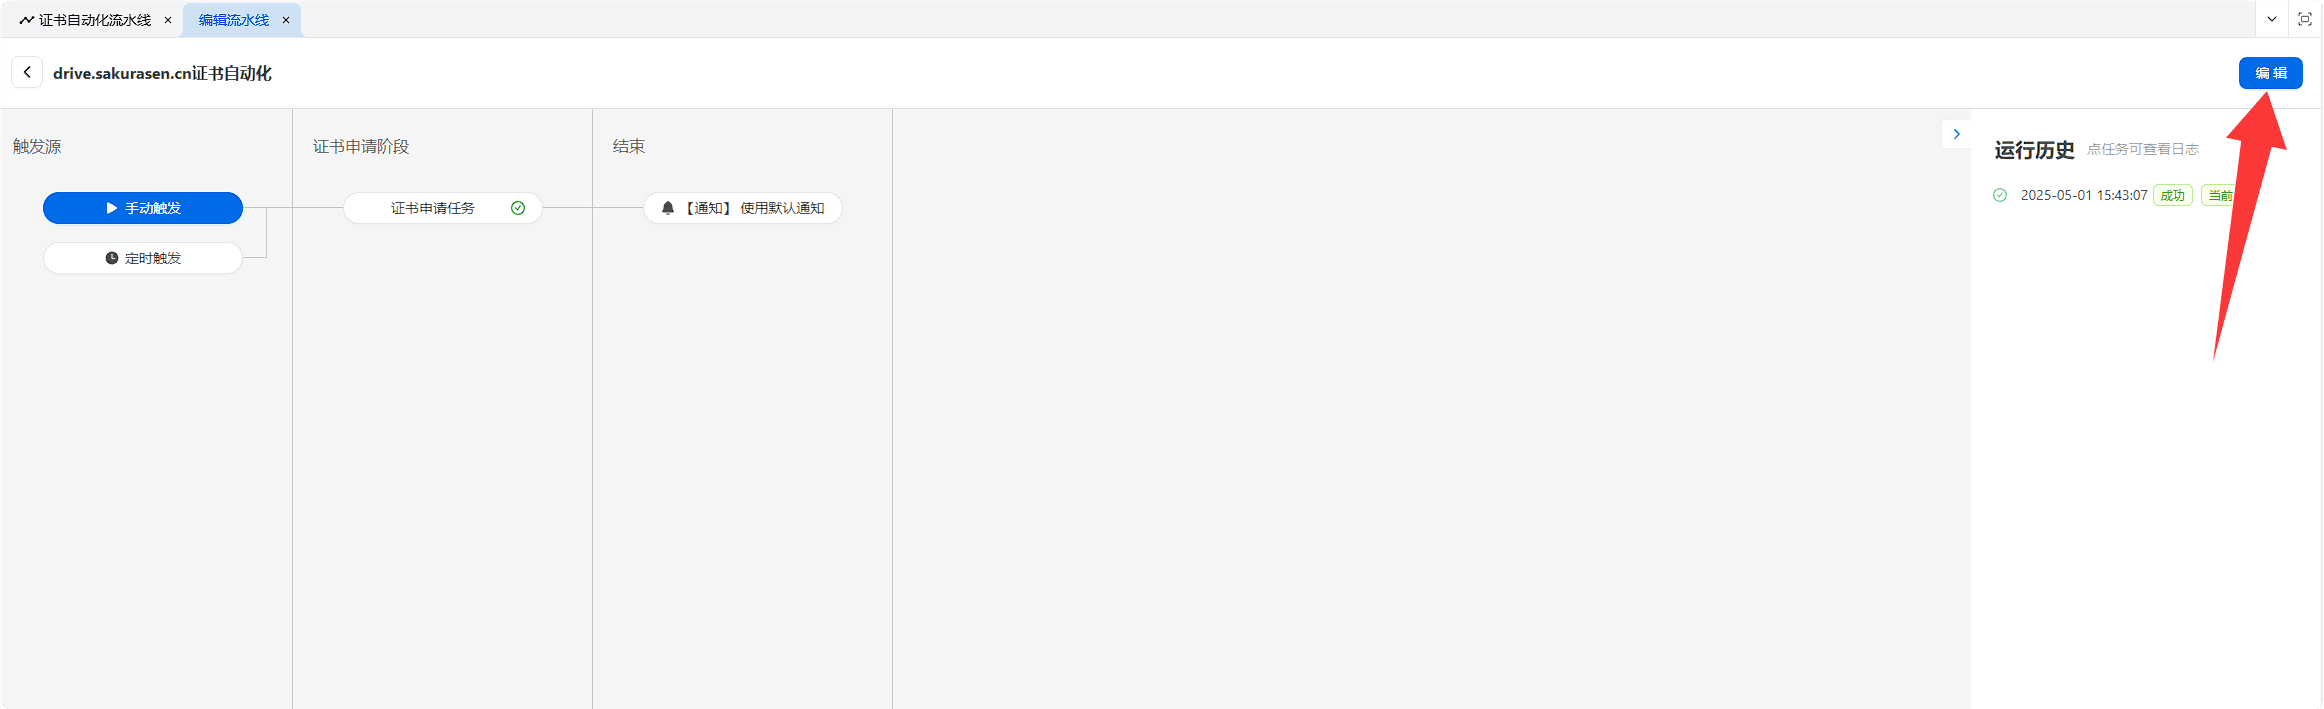 证书自动化流水线
编辑流水线
drive.sakurasen.cn证书自动化
编 辑
触发源
证书申请阶段
结束
运行历史 点任务可查看日志
手动触发
证书申请任务
【通知】 使用默认通知
2025-05-01 15:43:07 成功 当前
定时触发